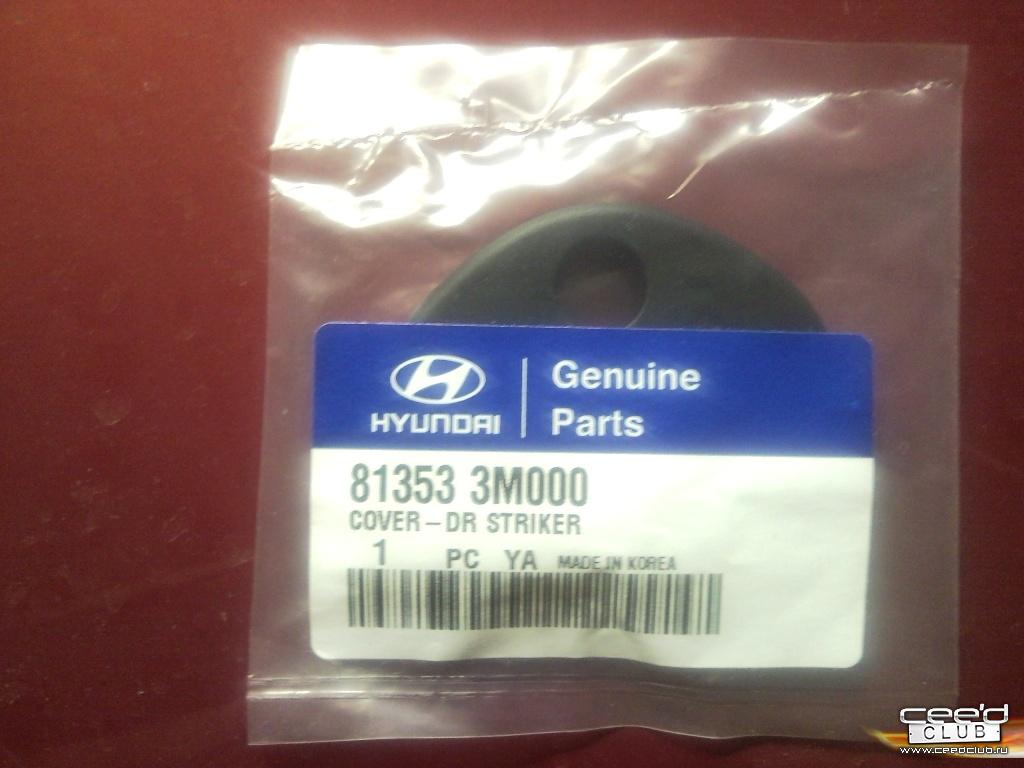 HYUNDAI
Genuine
Parts
81353 3M000
COVER-DR STRIKER
1 PC YA MADE IN KOREA
cee'd
CLUB
www.ceedclub.ru